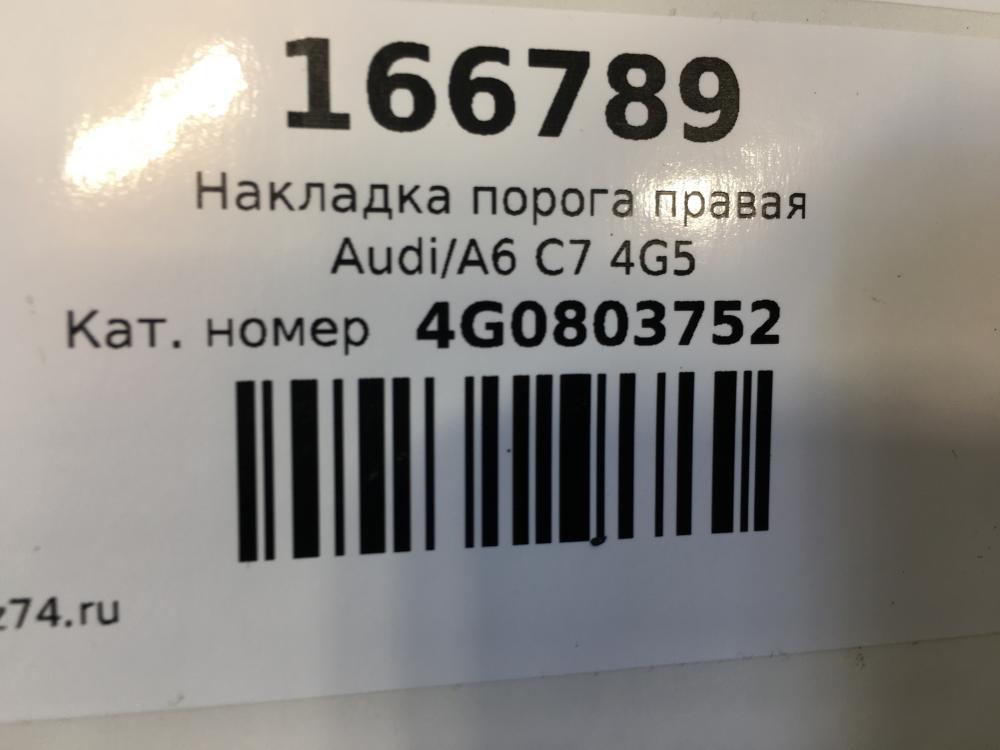 166789
Накладка порога правая
Audi/A6 C7 4G5
Кат. номер 4G0803752
z74.ru